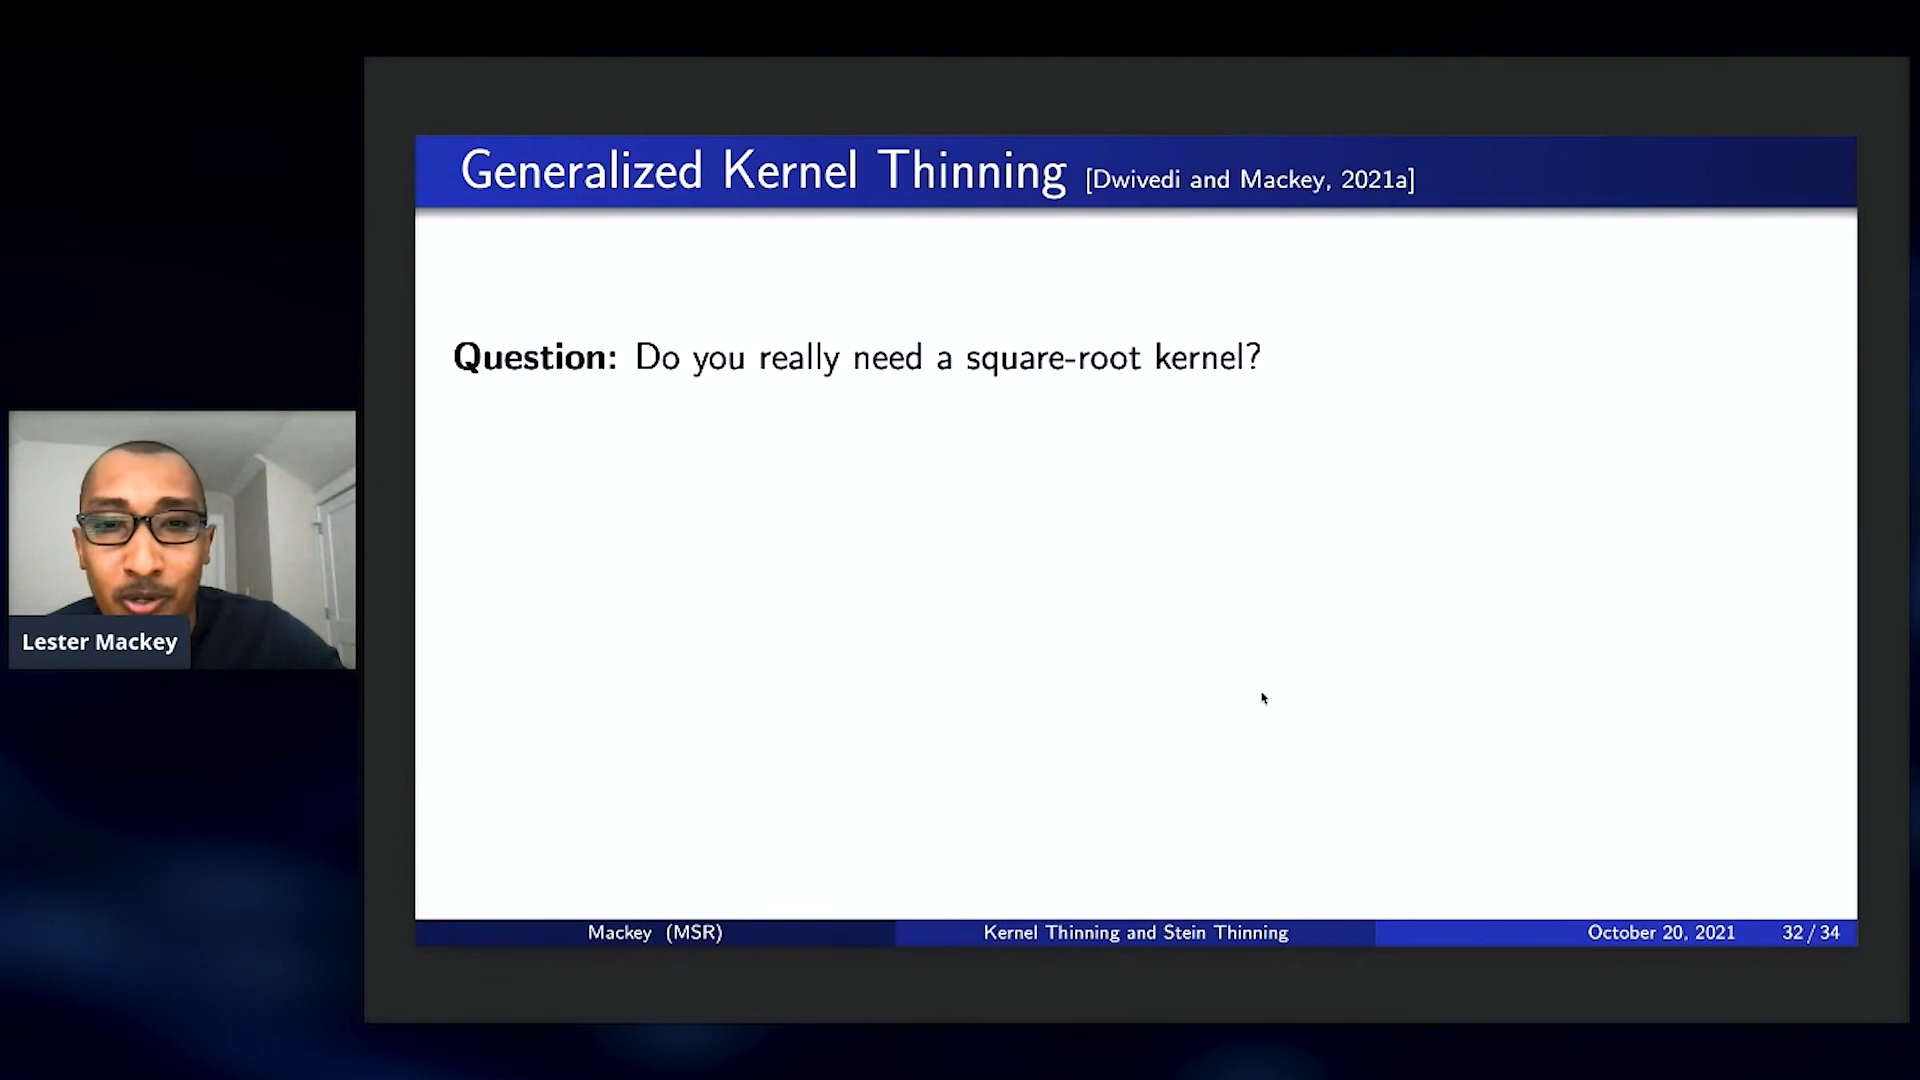 Generalized Kernel Thinning [Dwivedi and Mackey, 2021a]
Question: Do you really need a square-root kernel?
Lester Mackey
Mackey (MSR) Kernel Thinning and Stein Thinning October 20, 2021 32 / 34